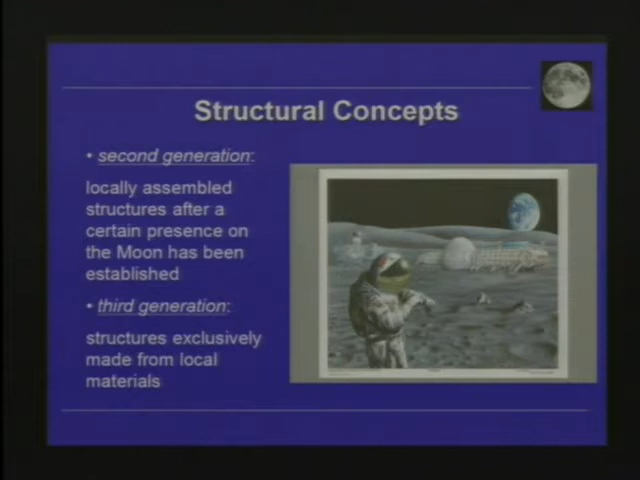 Structural Concepts
• second generation:
locally assembled
structures after a
certain presence on
the Moon has been
established
• third generation:
structures exclusively
made from local
materials